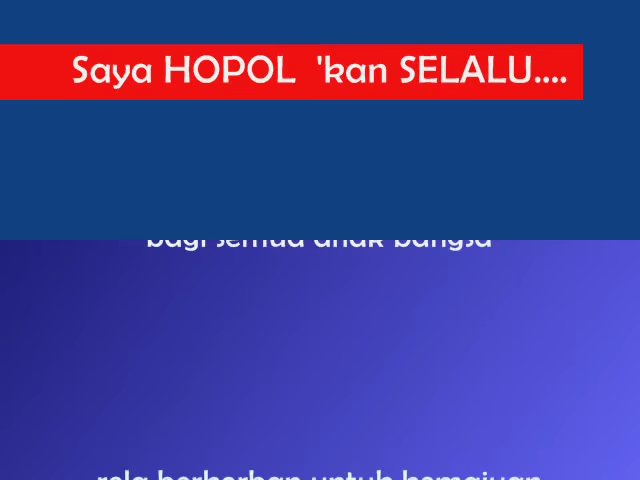 Saya HOPOL 'kan SELALU....
bagi semua anak bangsa
rela berkorban untuk kemajuan